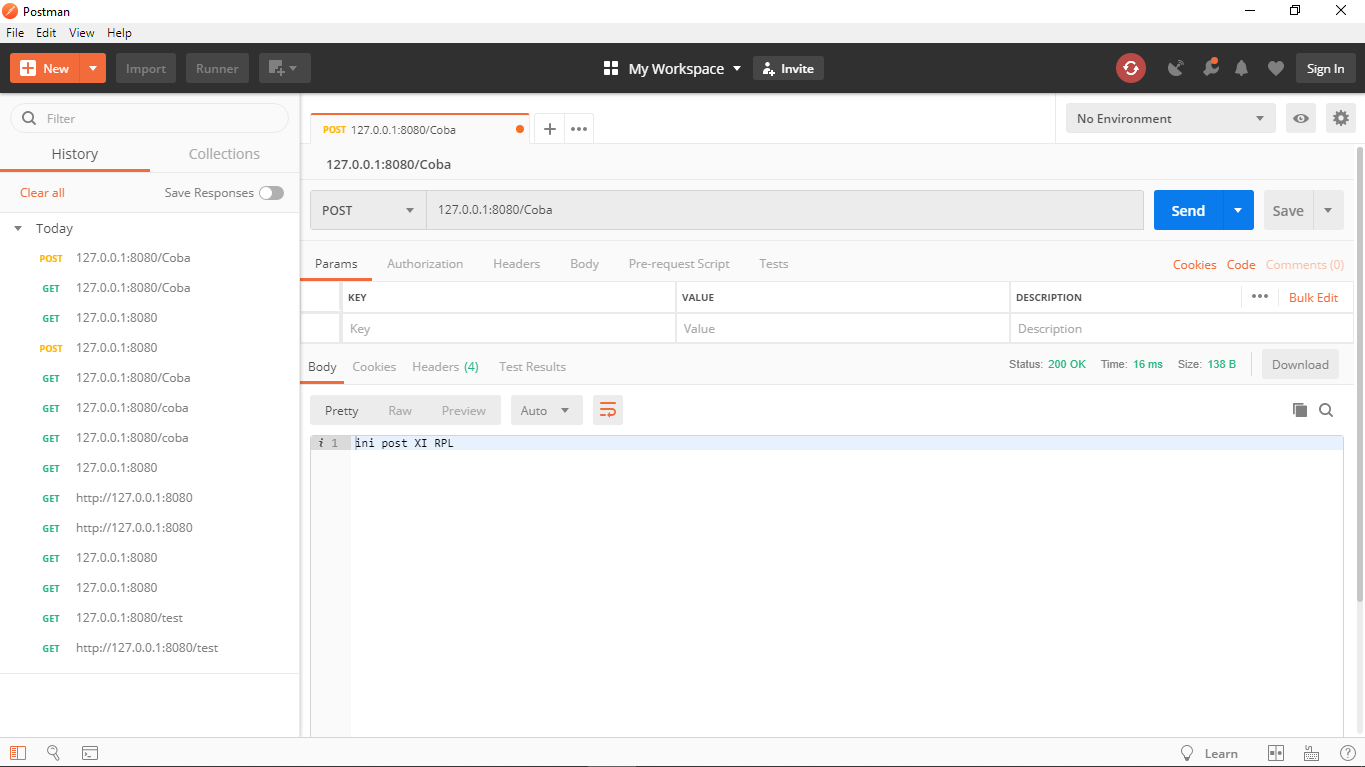 Postman
File Edit View Help
New Import Runner My Workspace Invite Sign In
Filter
History Collections
Clear all Save Responses
Today
POST 127.0.0.1:8080/Coba
GET 127.0.0.1:8080/Coba
GET 127.0.0.1:8080
POST 127.0.0.1:8080
GET 127.0.0.1:8080/Coba
GET 127.0.0.1:8080/coba
GET 127.0.0.1:8080/coba
GET 127.0.0.1:8080
GET http://127.0.0.1:8080
GET http://127.0.0.1:8080
GET 127.0.0.1:8080
GET 127.0.0.1:8080
GET 127.0.0.1:8080/test
GET http://127.0.0.1:8080/test
POST 127.0.0.1:8080/Coba
No Environment
127.0.0.1:8080/Coba
POST 127.0.0.1:8080/Coba Send Save
Params Authorization Headers Body Pre-request Script Tests Cookies Code Comments (0)
KEY VALUE DESCRIPTION Bulk Edit
Key Value Description
Body Cookies Headers (4) Test Results Status: 200 OK Time: 16 ms Size: 138 B Download
Pretty Raw Preview Auto
i 1 ini post XI RPL
Learn